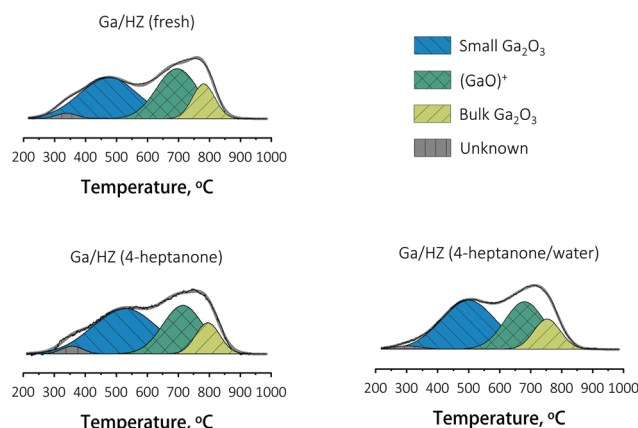 Ga/HZ (fresh)
200 300 400 500 600 700 800 900 1000
Temperature, ºC
Small Ga₂O₃
(GaO)⁺
Bulk Ga₂O₃
Unknown
Ga/HZ (4-heptanone)
200 300 400 500 600 700 800 900 1000
Temperature, ºC
Ga/HZ (4-heptanone/water)
200 300 400 500 600 700 800 900 1000
Temperature, ºC